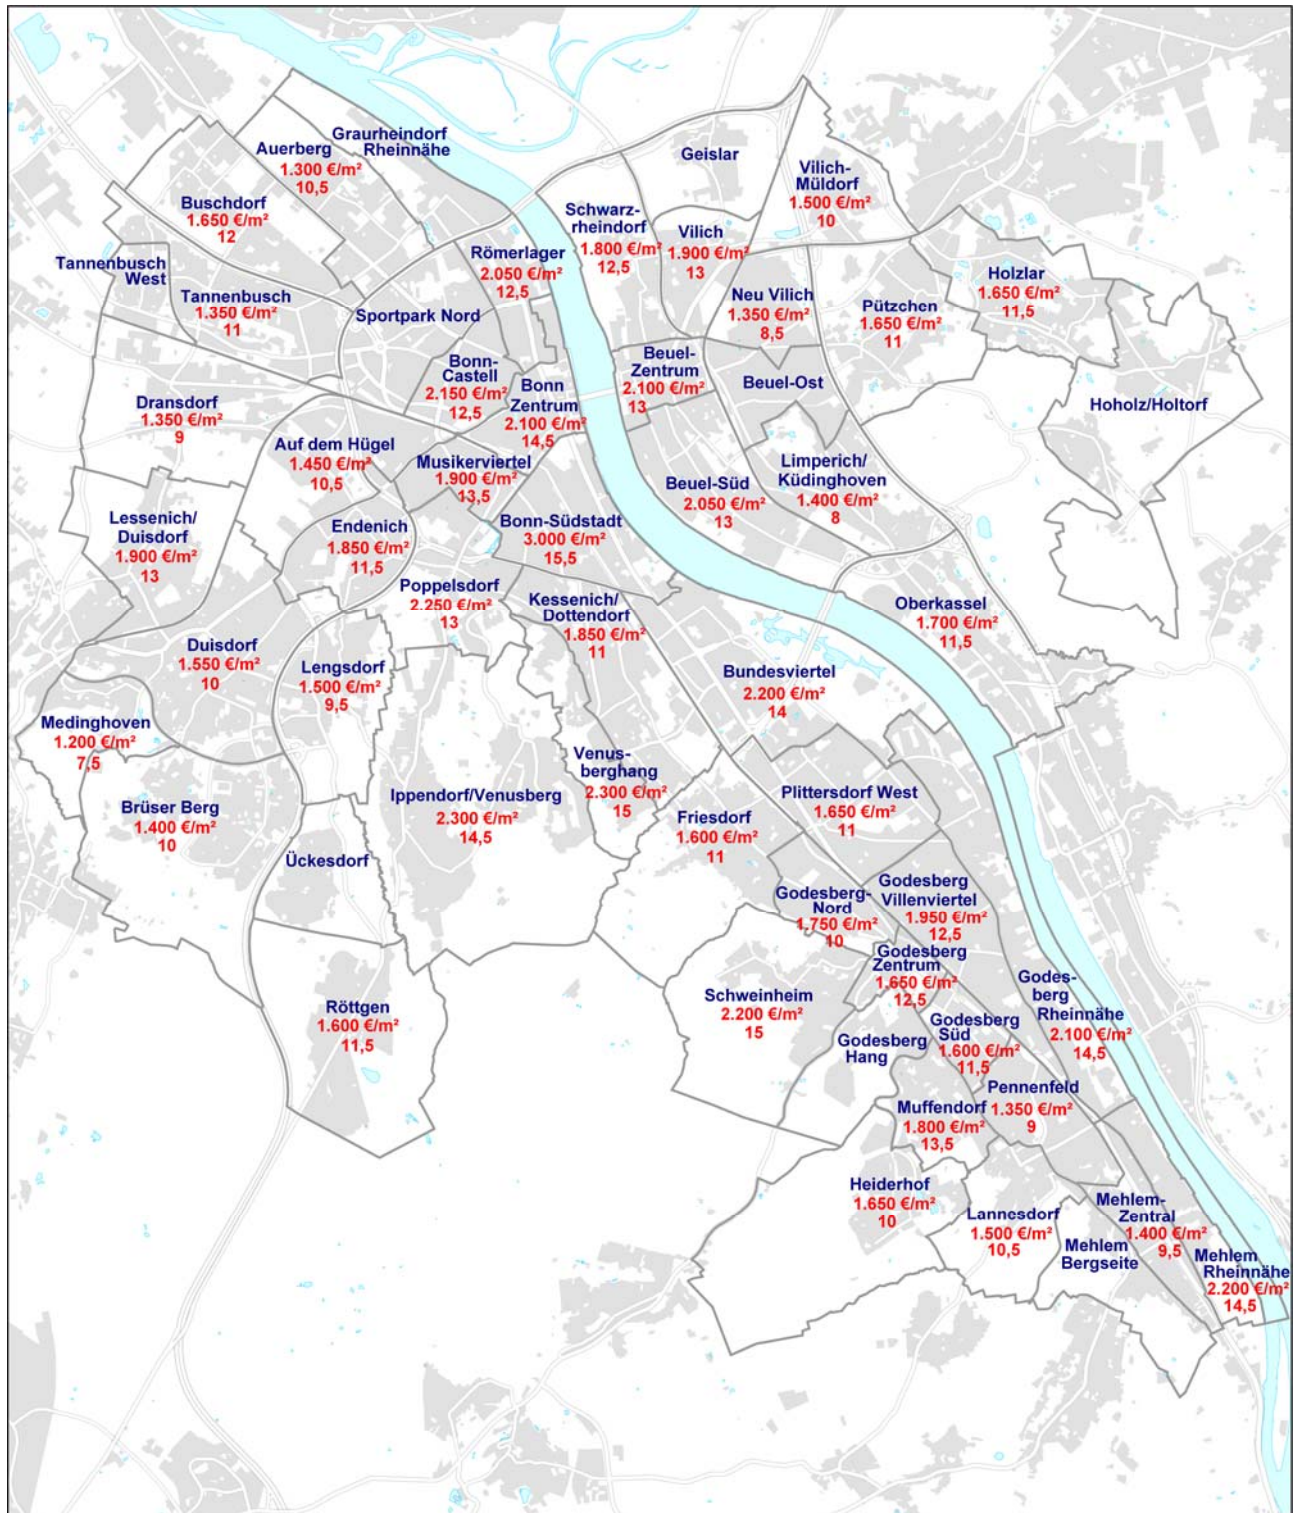 Graurheindorf
Rheinnähe
Auerberg
1.300 €/m²
10,5
Buschdorf
1.650 €/m²
12
Geislar
Vilich-
Müldorf
1.500 €/m²
10
Schwarz-
rheindorf
1.800 €/m²
12,5
Vilich
1.900 €/m²
13
Tannenbusch
West
Tannenbusch
1.350 €/m²
11
Römerlager
2.050 €/m²
12,5
Sportpark Nord
Neu Vilich
1.350 €/m²
8,5
Pützchen
1.650 €/m²
11
Holzlar
1.650 €/m²
11,5
Bonn-
Castell
2.150 €/m²
12,5
Bonn
Zentrum
2.100 €/m²
14,5
Beuel-
Zentrum
2.100 €/m²
13
Beuel-Ost
Hoholz/Holtorf
Dransdorf
1.350 €/m²
9
Auf dem Hügel
1.450 €/m²
10,5
Musikerviertel
1.900 €/m²
13,5
Beuel-Süd
2.050 €/m²
13
Limperich/
Küdinghoven
1.400 €/m²
8
Lessenich/
Duisdorf
1.900 €/m²
13
Endenich
1.850 €/m²
11,5
Bonn-Südstadt
3.000 €/m²
15,5
Poppelsdorf
2.250 €/m²
13
Kessenich/
Dottendorf
1.850 €/m²
11
Oberkassel
1.700 €/m²
11,5
Duisdorf
1.550 €/m²
10
Lengsdorf
1.500 €/m²
9,5
Bundesviertel
2.200 €/m²
14
Medinghoven
1.200 €/m²
7,5
Brüser Berg
1.400 €/m²
10
Ippendorf/Venusberg
2.300 €/m²
14,5
Venus-
berghang
2.300 €/m²
15
Plittersdorf West
1.650 €/m²
11
Friesdorf
1.600 €/m²
11
Ückesdorf
Godesberg-
Nord
1.750 €/m²
10
Godesberg
Villenviertel
1.950 €/m²
12,5
Godesberg
Zentrum
1.650 €/m²
12,5
Röttgen
1.600 €/m²
11,5
Schweinheim
2.200 €/m²
15
Godes-
berg
Rheinnähe
2.100 €/m²
14,5
Godesberg
Süd
1.600 €/m²
11,5
Godesberg
Hang
Pennenfeld
1.350 €/m²
9
Muffendorf
1.800 €/m²
13,5
Heiderhof
1.650 €/m²
10
Lannesdorf
1.500 €/m²
10,5
Mehlem-
Zentral
1.400 €/m²
9,5
Mehlem
Bergseite
Mehlem
Rheinnähe
2.200 €/m²
14,5